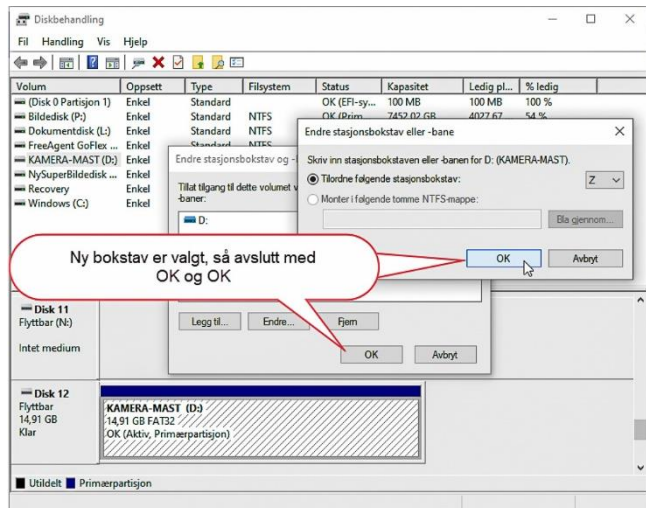 Diskbehandling
Fil Handling Vis Hjelp
Volum Oppsett Type Filsystem Status Kapasitet Ledig pl... % ledig
(Disk 0 Partisjon 1) Enkel Standard OK (EFI-sy... 100 MB 100 MB 100 %
Bildedisk (P:) Enkel Standard NTFS OK (Prim... 7452,02 GB 4027,67 54 %
Dokumentdisk (L:) Enkel Standard NTFS
FreeAgent GoFlex ... Enkel Standard NTFS
KAMERA-MAST (D:) Enkel
NySuperBildedisk ... Enkel
Recovery Enkel
Windows (C:) Enkel
Endre stasjonsbokstav og -
Tillat tilgang til dette volumet v
-baner:
D:
Endre stasjonsbokstav eller -bane
Skriv inn stasjonsbokstaven eller -banen for D: (KAMERA-MAST).
Tilordne følgende stasjonsbokstav: Z
Monter i følgende tomme NTFS-mappe:
Bla gjennom...
OK Avbryt
Ny bokstav er valgt, så avslutt med
OK og OK
Legg til... Endre... Fjern
OK Avbryt
Disk 11
Flyttbar (N:)
Intet medium
Disk 12
Flyttbar
14,91 GB
Klar
KAMERA-MAST (D:)
14,91 GB FAT32
OK (Aktiv, Primærpartisjon)
Utildelt Primærpartisjon